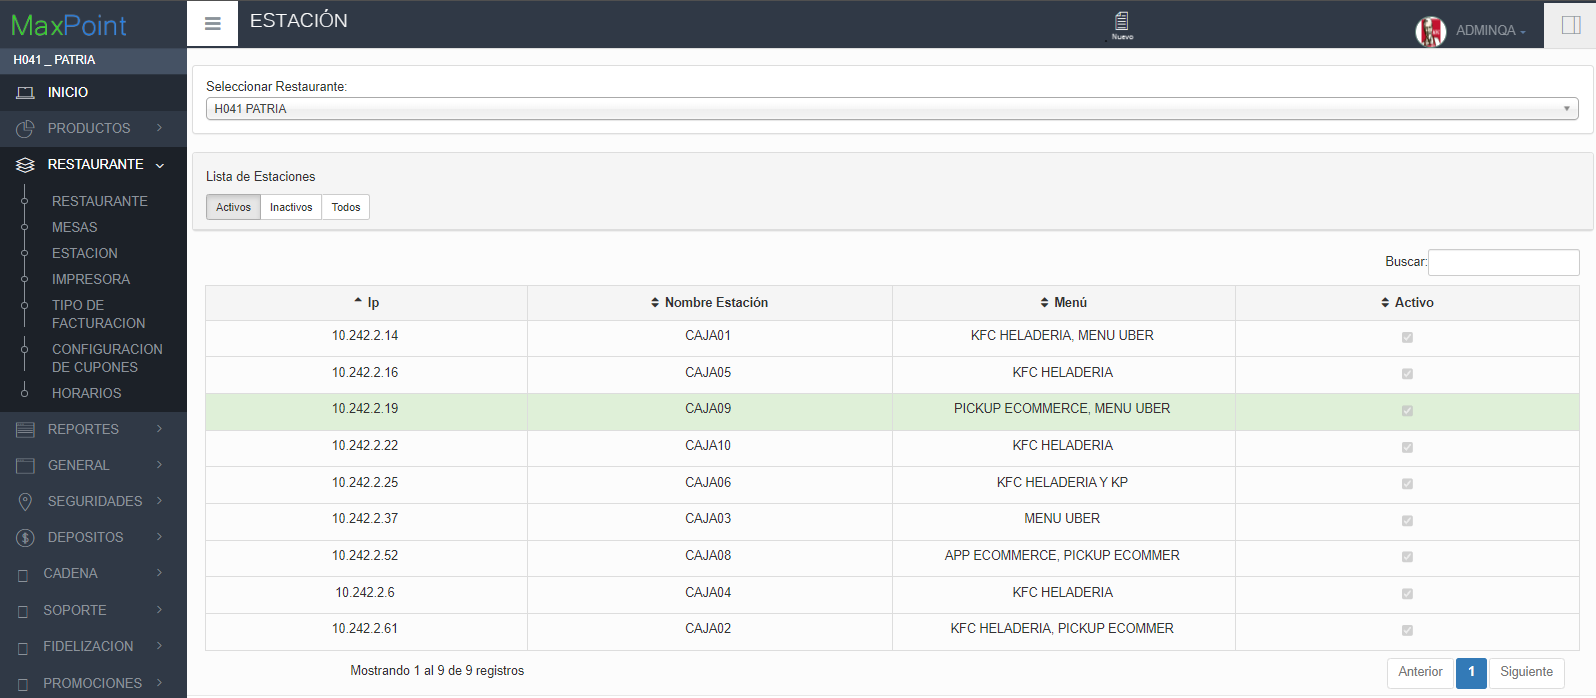 MaxPoint
ESTACIÓN
Nuevo
ADMINQA
H041 _ PATRIA
INICIO
PRODUCTOS
RESTAURANTE
RESTAURANTE
MESAS
ESTACION
IMPRESORA
TIPO DE
FACTURACION
CONFIGURACION
DE CUPONES
HORARIOS
REPORTES
GENERAL
SEGURIDADES
DEPOSITOS
CADENA
SOPORTE
FIDELIZACION
PROMOCIONES
Seleccionar Restaurante:
H041 PATRIA
Lista de Estaciones
Activos Inactivos Todos
Buscar:
Ip Nombre Estación Menú Activo
10.242.2.14 CAJA01 KFC HELADERIA, MENU UBER
10.242.2.16 CAJA05 KFC HELADERIA
10.242.2.19 CAJA09 PICKUP ECOMMERCE, MENU UBER
10.242.2.22 CAJA10 KFC HELADERIA
10.242.2.25 CAJA06 KFC HELADERIA Y KP
10.242.2.37 CAJA03 MENU UBER
10.242.2.52 CAJA08 APP ECOMMERCE, PICKUP ECOMMER
10.242.2.6 CAJA04 KFC HELADERIA
10.242.2.61 CAJA02 KFC HELADERIA, PICKUP ECOMMER
Mostrando 1 al 9 de 9 registros
Anterior 1 Siguiente